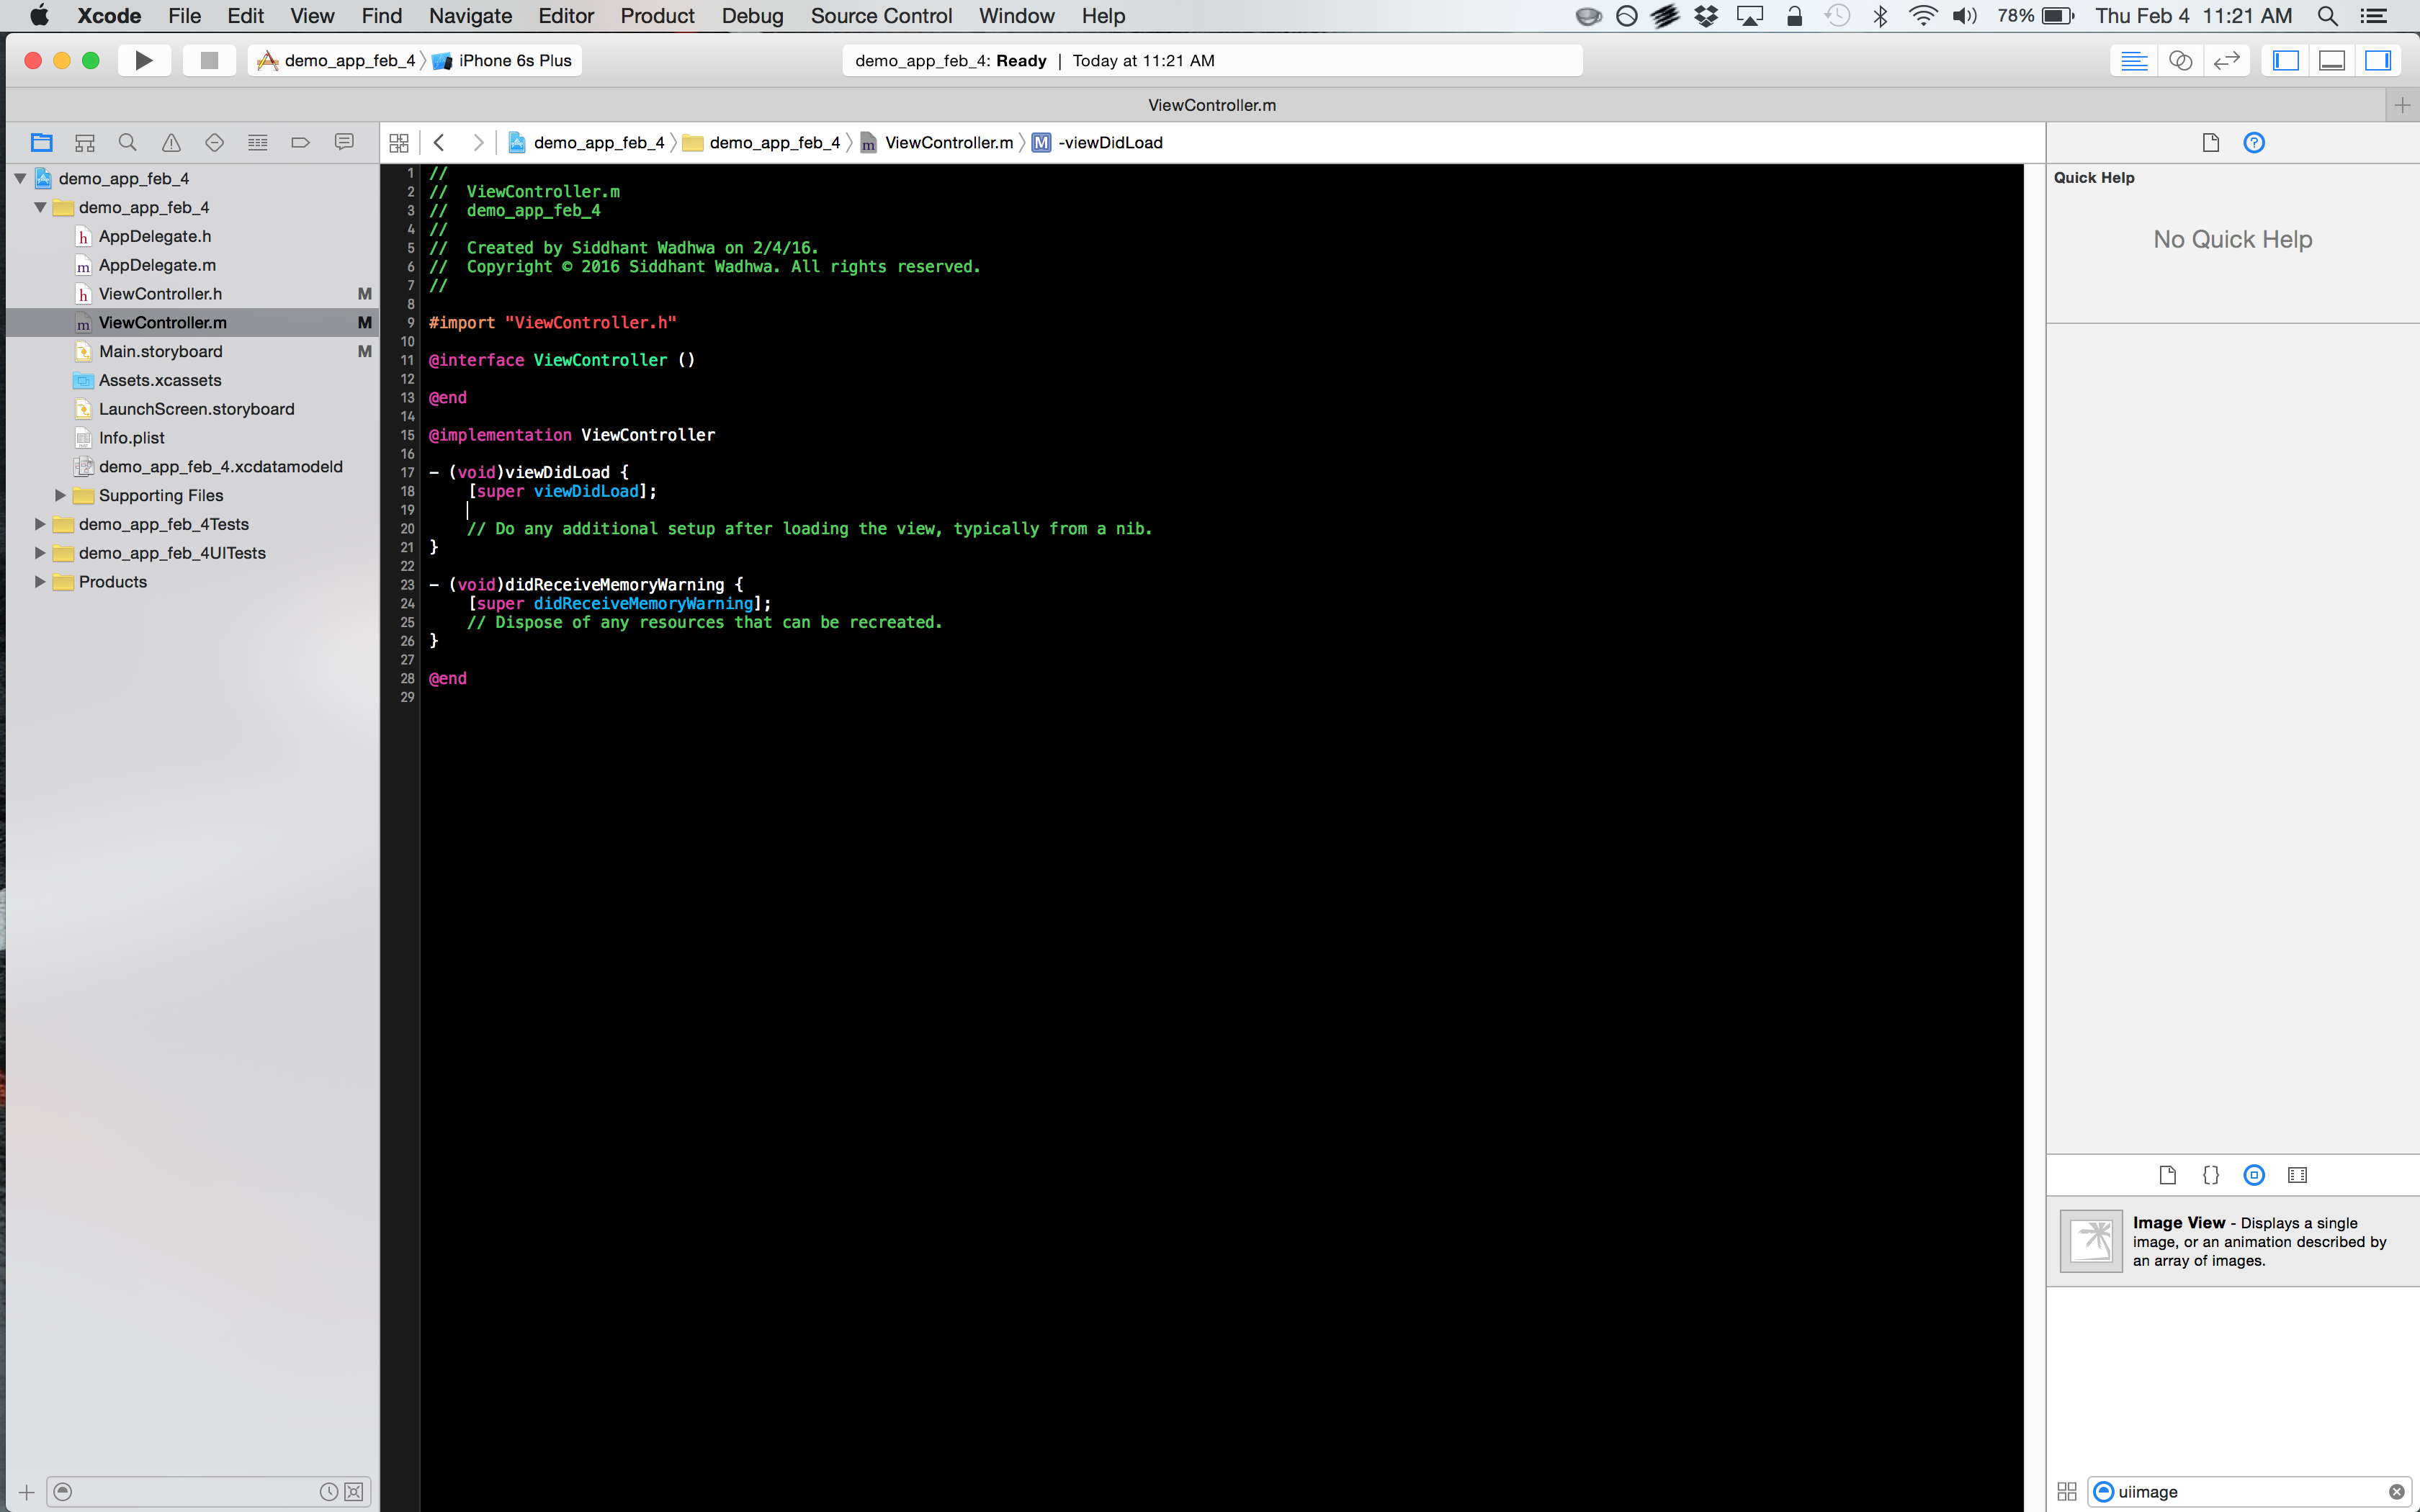 Xcode File Edit View Find Navigate Editor Product Debug Source Control Window Help 78% Thu Feb 4 11:21 AM
demo_app_feb_4 iPhone 6s Plus demo_app_feb_4: Ready | Today at 11:21 AM
ViewController.m
demo_app_feb_4 demo_app_feb_4 m ViewController.m M -viewDidLoad
demo_app_feb_4
demo_app_feb_4
h AppDelegate.h
m AppDelegate.m
h ViewController.h M
m ViewController.m M
Main.storyboard M
Assets.xcassets
LaunchScreen.storyboard
Info.plist
demo_app_feb_4.xcdatamodeld
Supporting Files
demo_app_feb_4Tests
demo_app_feb_4UITests
Products
1 //
2 //  ViewController.m
3 //  demo_app_feb_4
4 //
5 //  Created by Siddhant Wadhwa on 2/4/16.
6 //  Copyright © 2016 Siddhant Wadhwa. All rights reserved.
7 //
8
9 #import "ViewController.h"
10
11 @interface ViewController ()
12
13 @end
14
15 @implementation ViewController
16
17 - (void)viewDidLoad {
18     [super viewDidLoad];
19
20     // Do any additional setup after loading the view, typically from a nib.
21 }
22
23 - (void)didReceiveMemoryWarning {
24     [super didReceiveMemoryWarning];
25     // Dispose of any resources that can be recreated.
26 }
27
28 @end
29
Quick Help
No Quick Help
{}
Image View - Displays a single
image, or an animation described by
an array of images.
uiimage